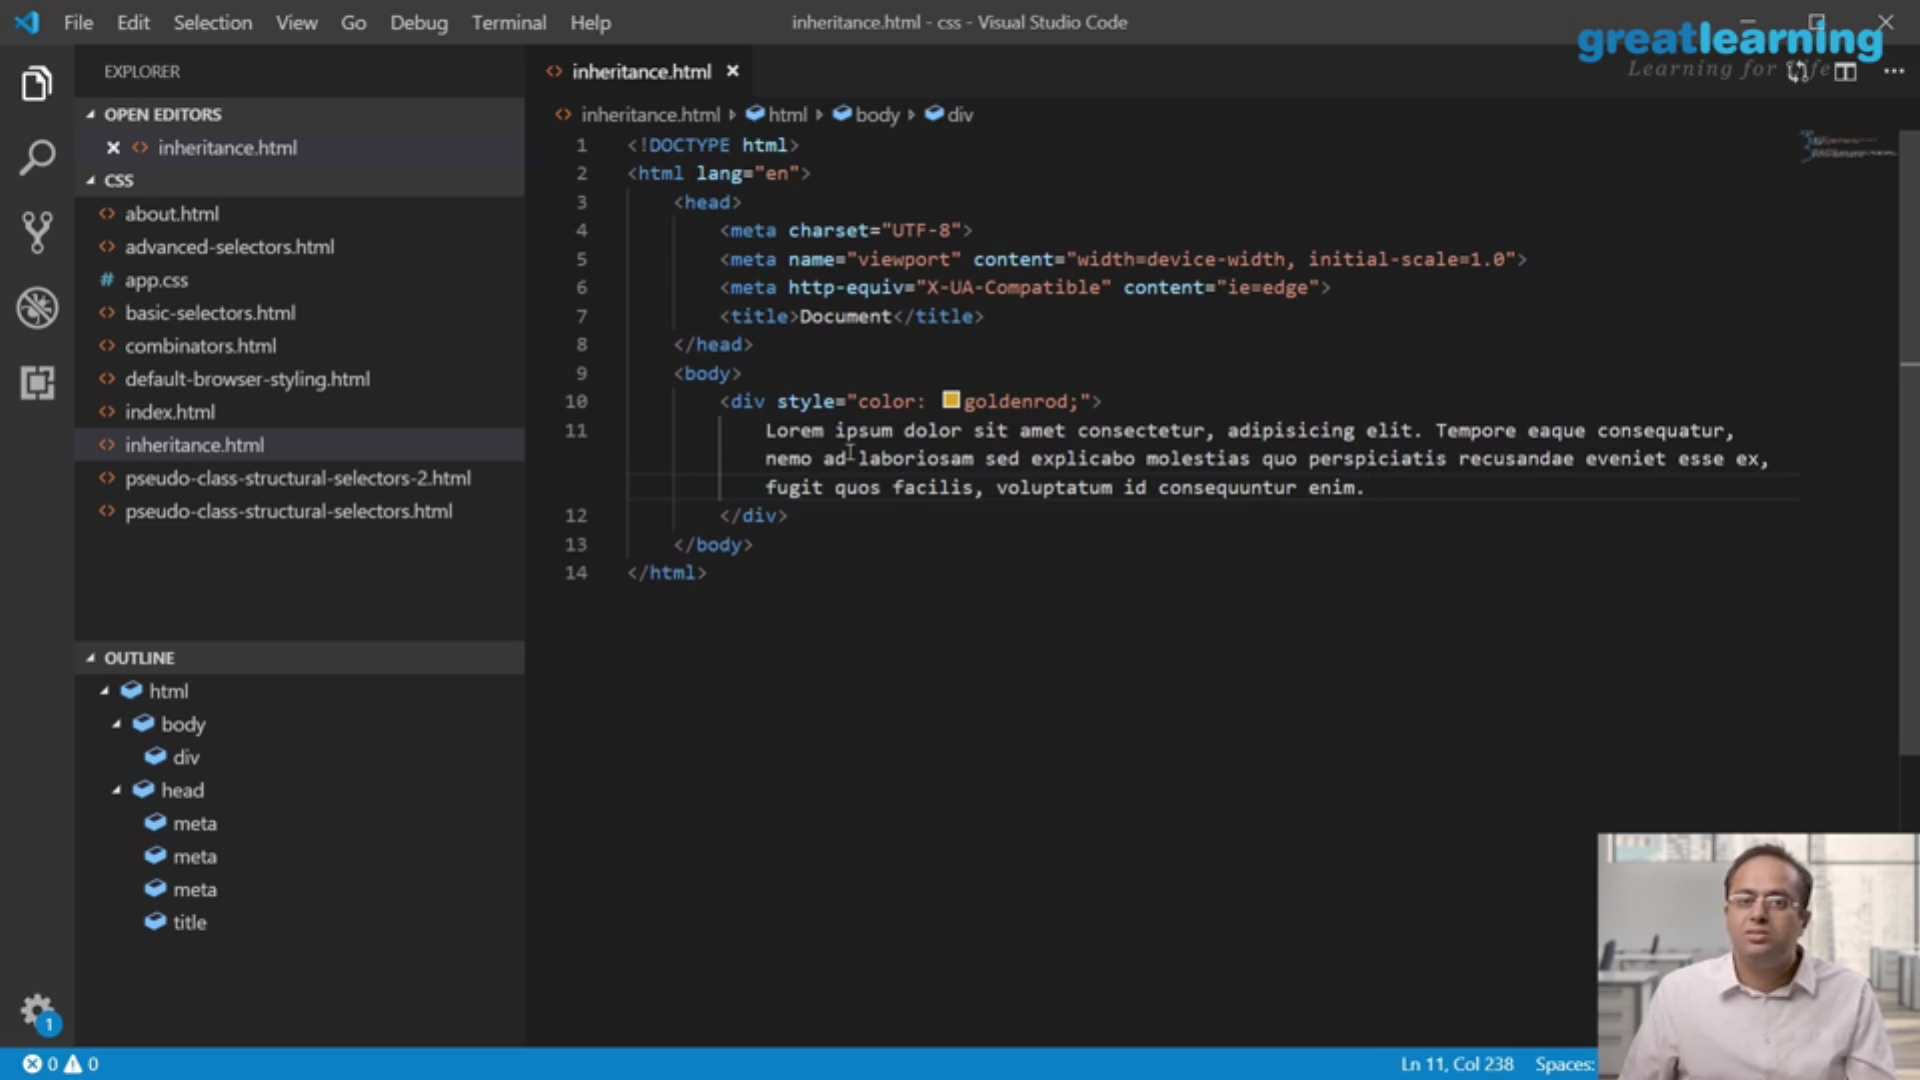 File Edit Selection View Go Debug Terminal Help
inheritance.html - css - Visual Studio Code
greatlearning
Learning for Life
EXPLORER
OPEN EDITORS
inheritance.html
CSS
about.html
advanced-selectors.html
# app.css
basic-selectors.html
combinators.html
default-browser-styling.html
index.html
inheritance.html
pseudo-class-structural-selectors-2.html
pseudo-class-structural-selectors.html
OUTLINE
html
body
div
head
meta
meta
meta
title
1
inheritance.html
inheritance.html html body div
1 <!DOCTYPE html>
2 <html lang="en">
3 <head>
4 <meta charset="UTF-8">
5 <meta name="viewport" content="width=device-width, initial-scale=1.0">
6 <meta http-equiv="X-UA-Compatible" content="ie=edge">
7 <title>Document</title>
8 </head>
9 <body>
10 <div style="color: goldenrod;">
11 Lorem ipsum dolor sit amet consectetur, adipisicing elit. Tempore eaque consequatur,
nemo ad laboriosam sed explicabo molestias quo perspiciatis recusandae eveniet esse ex,
fugit quos facilis, voluptatum id consequuntur enim.
12 </div>
13 </body>
14 </html>
0 0
Ln 11, Col 238 Spaces: